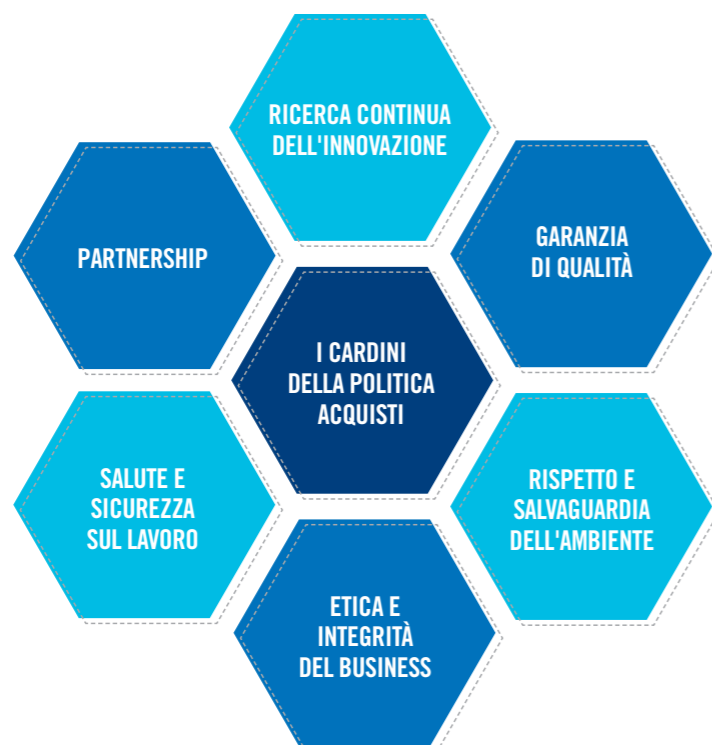 RICERCA CONTINUA
DELL'INNOVAZIONE
PARTNERSHIP
GARANZIA
DI QUALITÀ
I CARDINI
DELLA POLITICA
ACQUISTI
SALUTE E
SICUREZZA
SUL LAVORO
RISPETTO E
SALVAGUARDIA
DELL'AMBIENTE
ETICA E
INTEGRITÀ
DEL BUSINESS